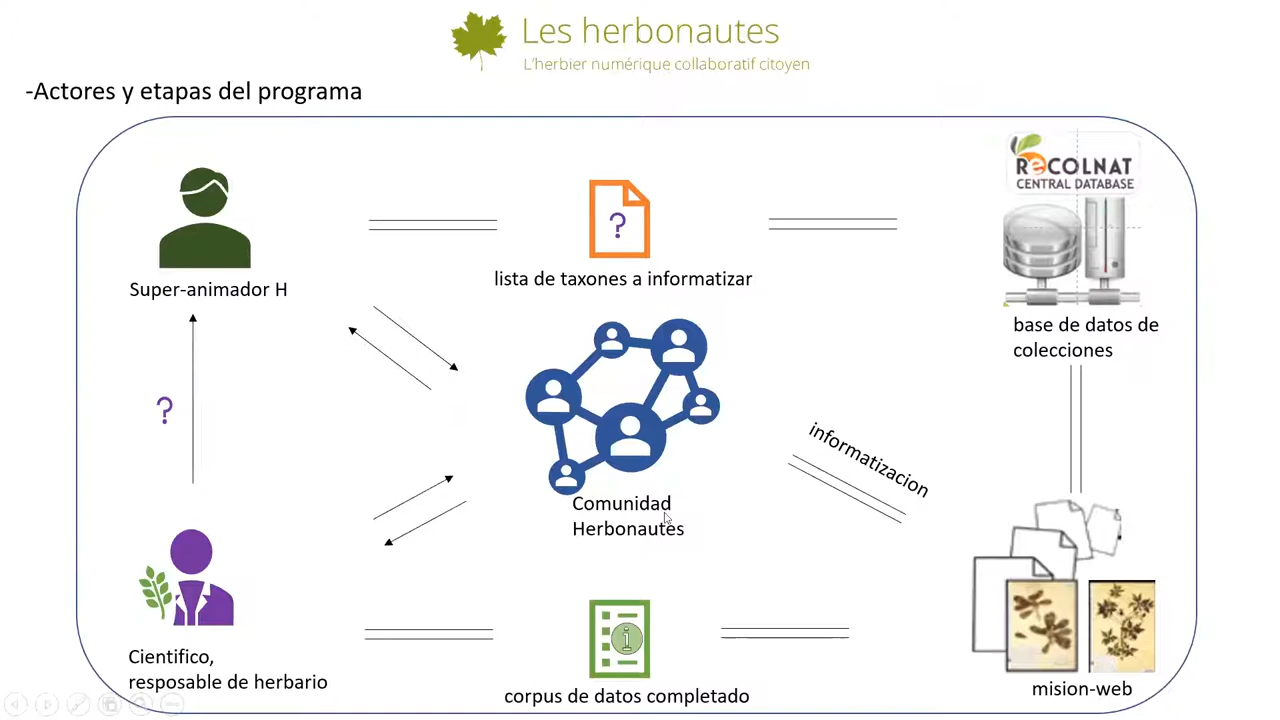 Les herbonautes
L'herbier numérique collaboratif citoyen
-Actores y etapas del programa
RECOLNAT
CENTRAL DATABASE
?
lista de taxones a informatizar
Super-animador H
base de datos de
colecciones
?
informatizacion
Comunidad
Herbonautes
i
Cientifico,
resposable de herbario
corpus de datos completado
mision-web